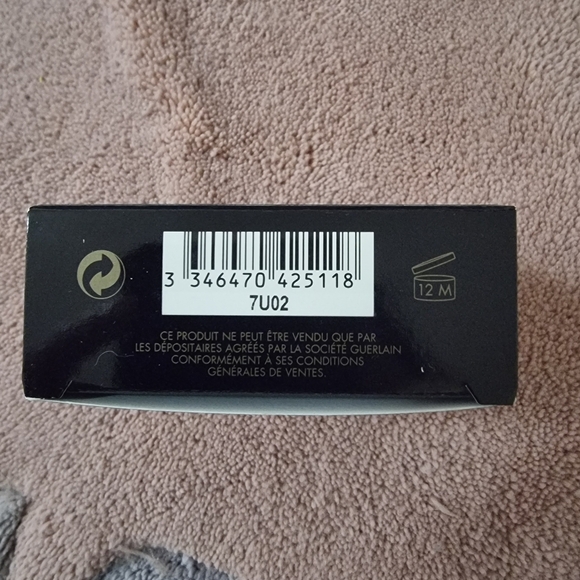 3 346470 425118
7U02
12 M
CE PRODUIT NE PEUT ÊTRE VENDU QUE PAR
LES DÉPOSITAIRES AGRÉES PAR LA SOCIÉTÉ GUERLAIN
CONFORMÉMENT À SES CONDITIONS
GÉNÉRALES DE VENTES.